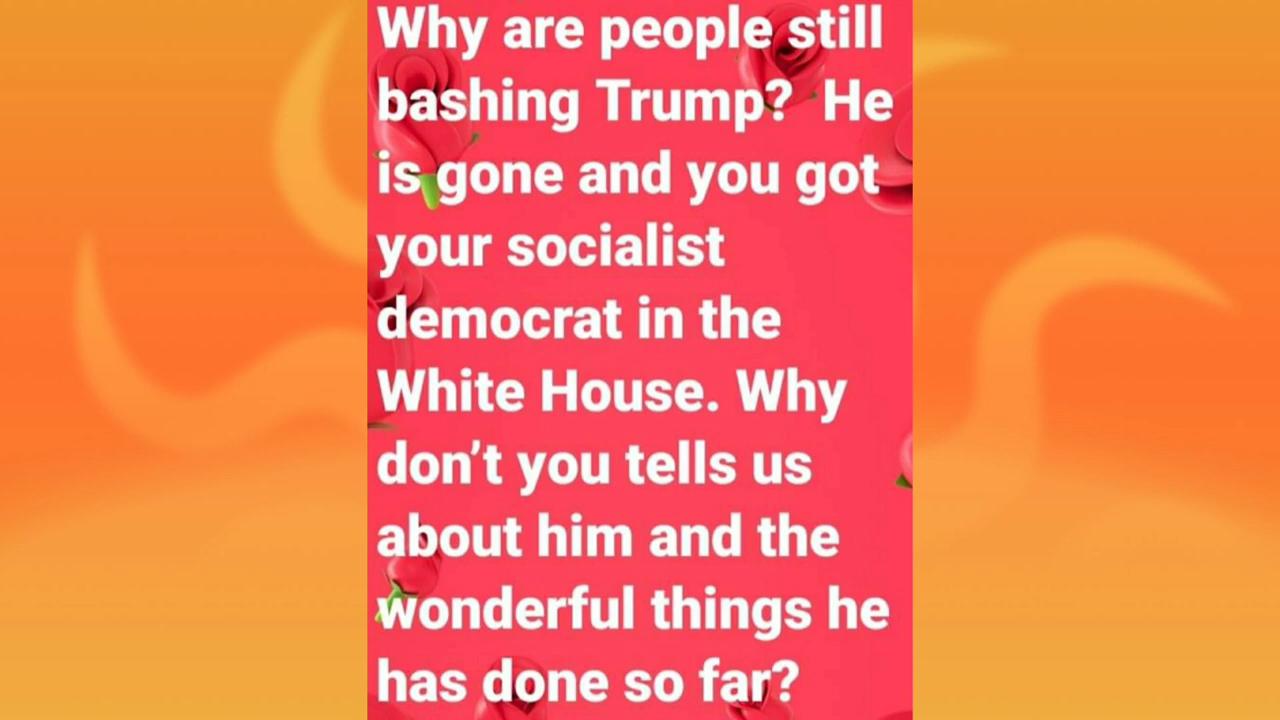 Why are people still
bashing Trump? He
is gone and you got
your socialist
democrat in the
White House. Why
don’t you tells us
about him and the
wonderful things he
has done so far?